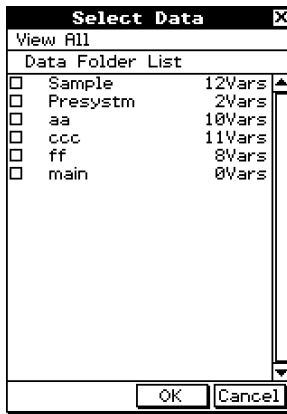 Select Data X
View All
Data Folder List
Sample 12Vars
Presystm 2Vars
aa 10Vars
ccc 11Vars
ff 8Vars
main 0Vars
OK Cancel